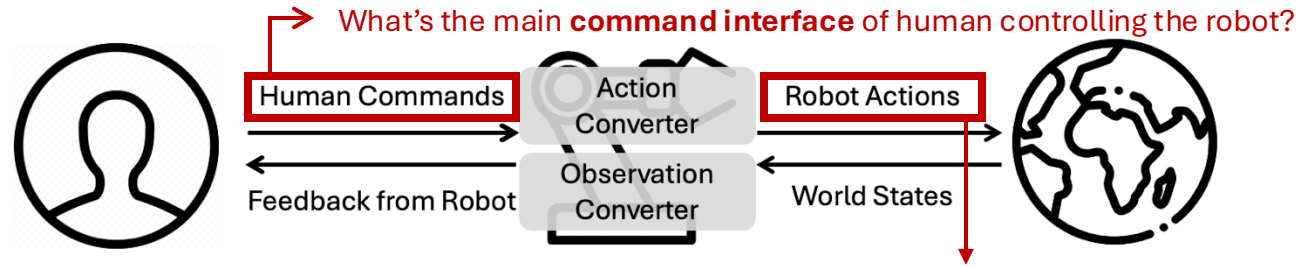 What’s the main command interface of human controlling the robot?
Human Commands
Action
Converter
Robot Actions
Feedback from Robot
Observation
Converter
World States